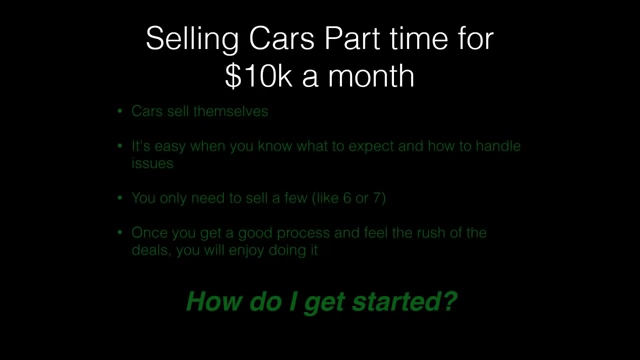 Selling Cars Part time for
$10k a month
• Cars sell themselves
• It's easy when you know what to expect and how to handle
issues
• You only need to sell a few (like 6 or 7)
• Once you get a good process and feel the rush of the
deals, you will enjoy doing it
How do I get started?